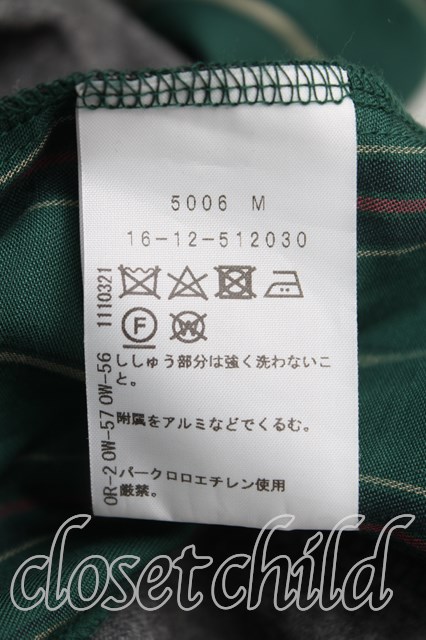 5006 M
16-12-512030
1110321
F
W
OR-2 OW-57 OW-56
ししゅう部分は強く洗わないこ
と。
附属をアルミなどでくるむ。
パークロロエチレン使用
厳禁。
closet child